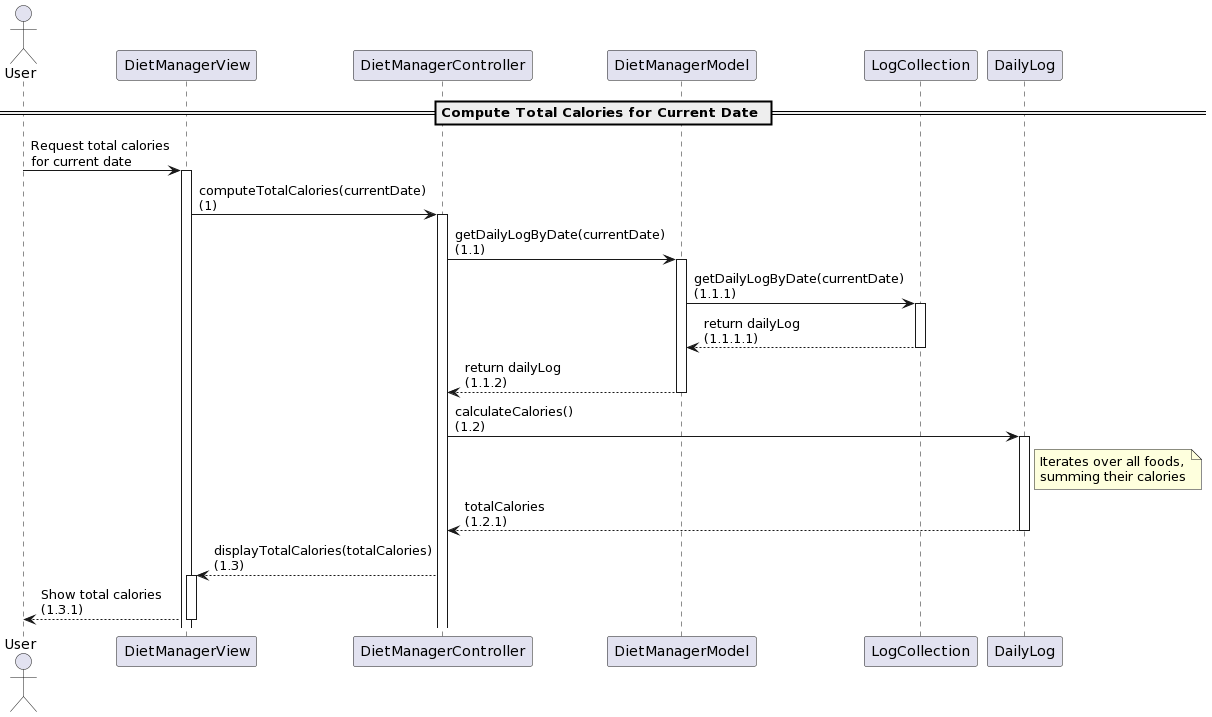 User
DietManagerView
DietManagerController
DietManagerModel
LogCollection
DailyLog
Compute Total Calories for Current Date
Request total calories
for current date
computeTotalCalories(currentDate)
(1)
getDailyLogByDate(currentDate)
(1.1)
getDailyLogByDate(currentDate)
(1.1.1)
return dailyLog
(1.1.1.1)
return dailyLog
(1.1.2)
calculateCalories()
(1.2)
Iterates over all foods,
summing their calories
totalCalories
(1.2.1)
displayTotalCalories(totalCalories)
(1.3)
Show total calories
(1.3.1)
User
DietManagerView
DietManagerController
DietManagerModel
LogCollection
DailyLog